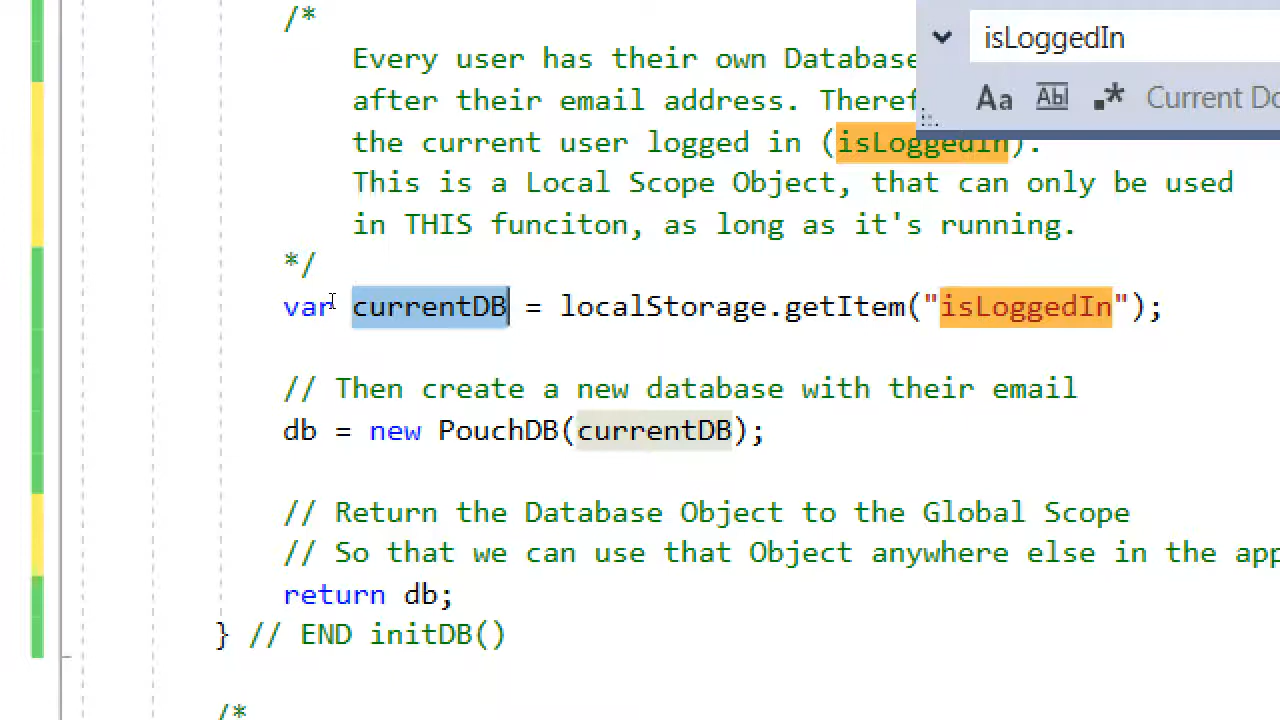 /*
isLoggedIn
Every user has their own Database
Aa Abl .* Current Do
after their email address. Theref
the current user logged in (isLoggedIn).
This is a Local Scope Object, that can only be used
in THIS funciton, as long as it's running.
*/
var currentDB = localStorage.getItem("isLoggedIn");
// Then create a new database with their email
db = new PouchDB(currentDB);
// Return the Database Object to the Global Scope
// So that we can use that Object anywhere else in the app
return db;
} // END initDB()
/*